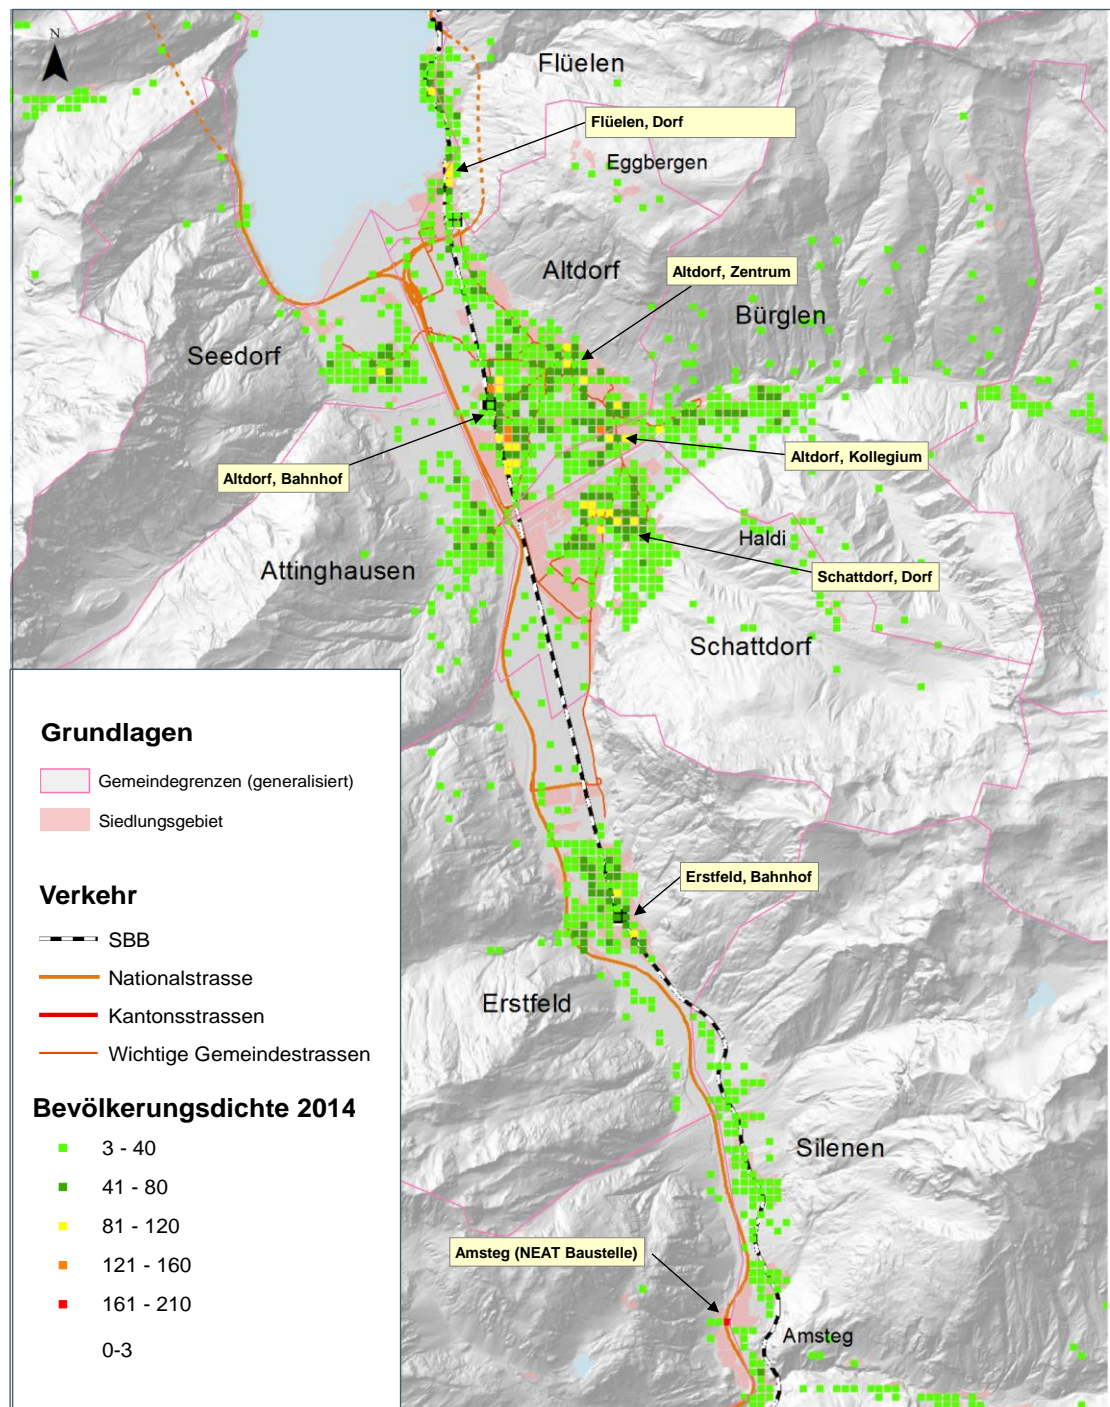 N
Flüelen
Flüelen, Dorf
Eggbergen
Altdorf
Altdorf, Zentrum
Bürglen
Seedorf
Altdorf, Kollegium
Altdorf, Bahnhof
Haldi
Attinghausen
Schattdorf, Dorf
Schattdorf
Grundlagen
Gemeindegrenzen (generalisiert)
Siedlungsgebiet
Verkehr
SBB
Nationalstrasse
Kantonsstrassen
Wichtige Gemeindestrassen
Bevölkerungsdichte 2014
3 - 40
41 - 80
81 - 120
121 - 160
161 - 210
0-3
Erstfeld, Bahnhof
Erstfeld
Silenen
Amsteg (NEAT Baustelle)
Amsteg